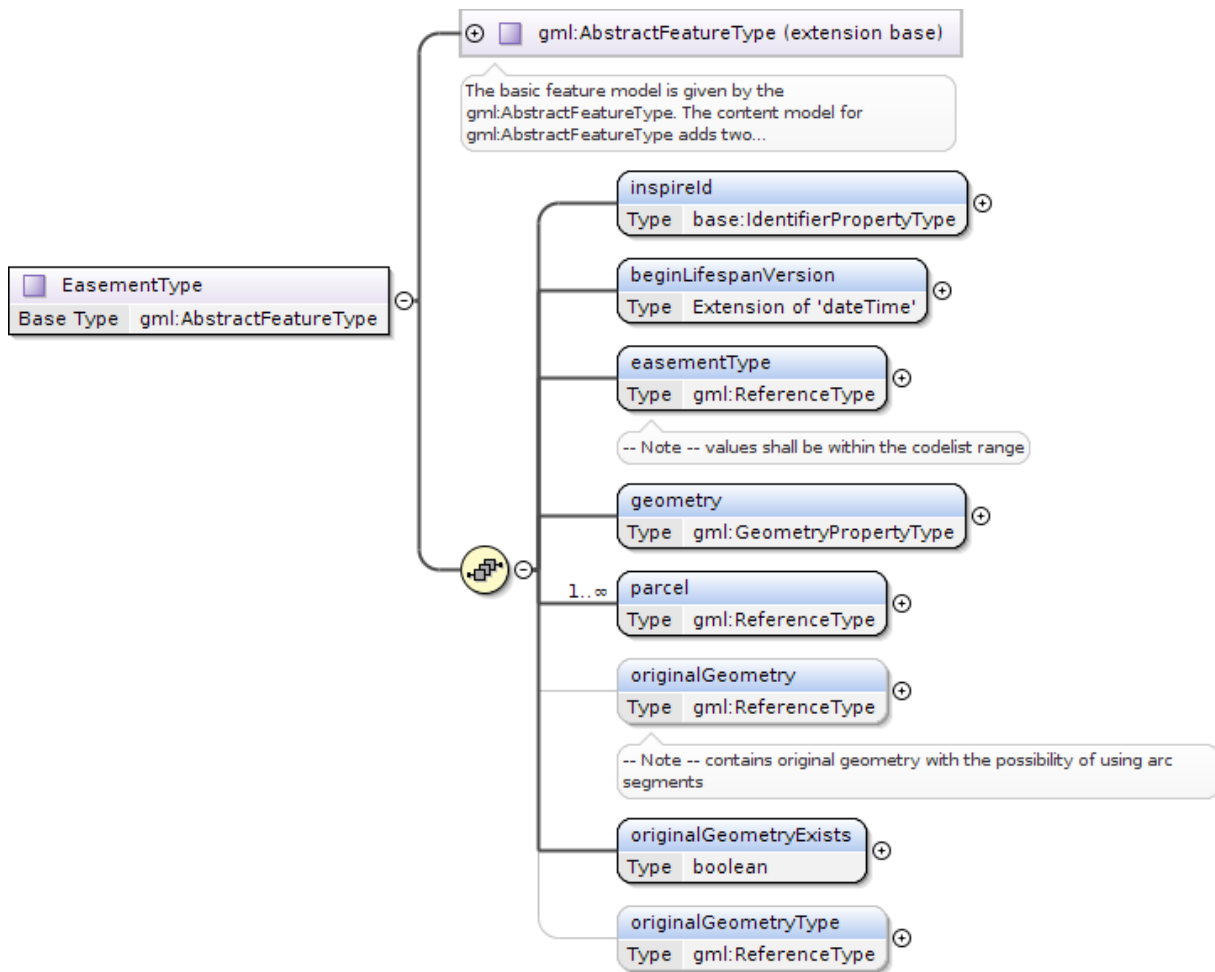 gml:AbstractFeatureType (extension base)
The basic feature model is given by the
gml:AbstractFeatureType. The content model for
gml:AbstractFeatureType adds two...
EasementType
Base Type gml:AbstractFeatureType
inspireId
Type base:IdentifierPropertyType
beginLifespanVersion
Type Extension of 'dateTime'
easementType
Type gml:ReferenceType
-- Note -- values shall be within the codelist range
geometry
Type gml:GeometryPropertyType
1..∞
parcel
Type gml:ReferenceType
originalGeometry
Type gml:ReferenceType
-- Note -- contains original geometry with the possibility of using arc
segments
originalGeometryExists
Type boolean
originalGeometryType
Type gml:ReferenceType